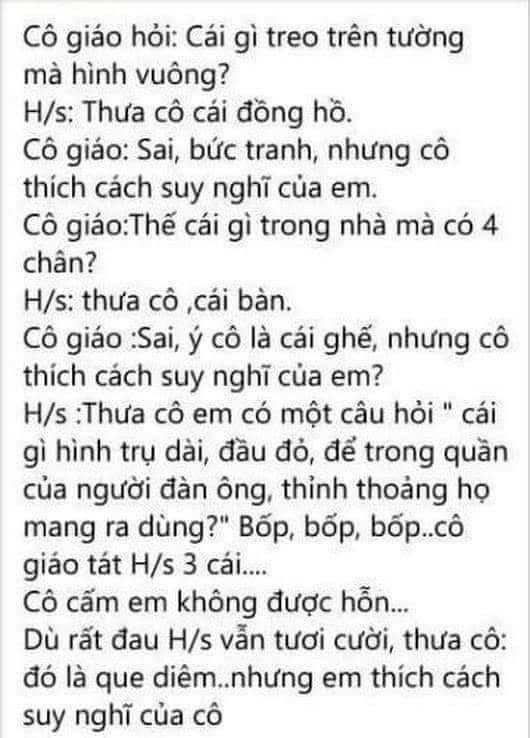 Cô giáo hỏi: Cái gì treo trên tường
mà hình vuông?
H/s: Thưa cô cái đồng hồ.
Cô giáo: Sai, bức tranh, nhưng cô
thích cách suy nghĩ của em.
Cô giáo:Thế cái gì trong nhà mà có 4
chân?
H/s: thưa cô ,cái bàn.
Cô giáo :Sai, ý cô là cái ghế, nhưng cô
thích cách suy nghĩ của em?
H/s :Thưa cô em có một câu hỏi " cái
gì hình trụ dài, đầu đỏ, để trong quần
của người đàn ông, thỉnh thoảng họ
mang ra dùng?" Bốp, bốp, bốp..cô
giáo tát H/s 3 cái....
Cô cấm em không được hỗn...
Dù rất đau H/s vẫn tươi cười, thưa cô:
đó là que diêm..nhưng em thích cách
suy nghĩ của cô